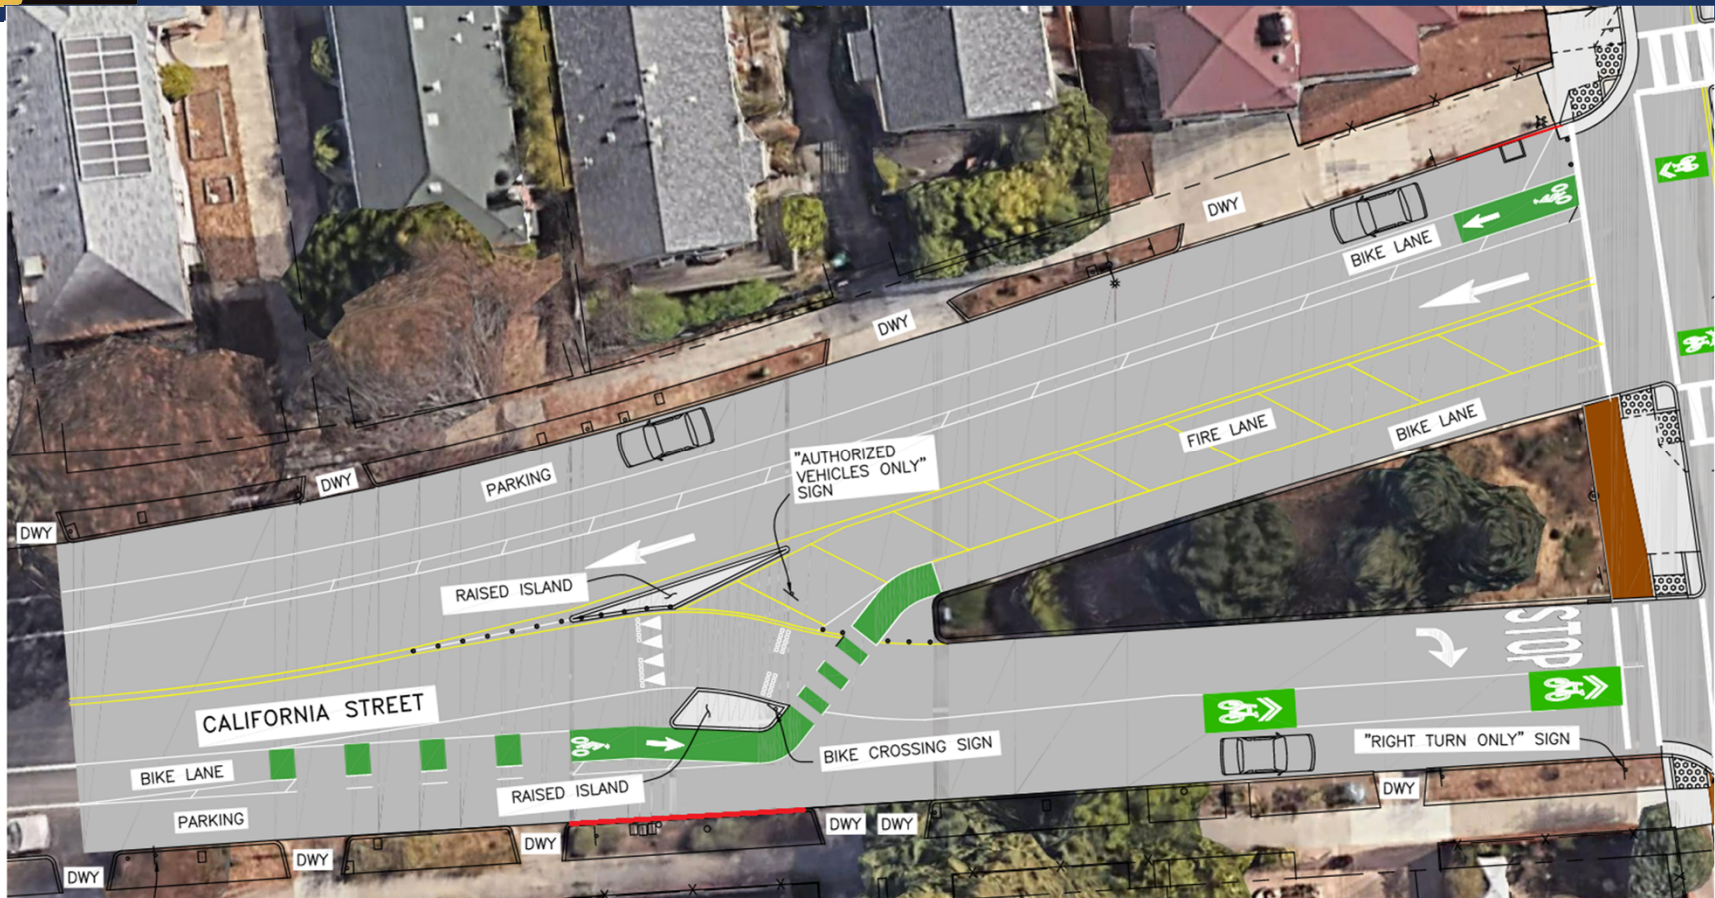 DWY
BIKE LANE
"AUTHORIZED
VEHICLES ONLY"
SIGN
FIRE LANE
BIKE LANE
DWY
PARKING
DWY
DWY
RAISED ISLAND
STOP
CALIFORNIA STREET
BIKE CROSSING SIGN
"RIGHT TURN ONLY" SIGN
BIKE LANE
RAISED ISLAND
DWY
PARKING
DWY
DWY
DWY
DWY
DWY